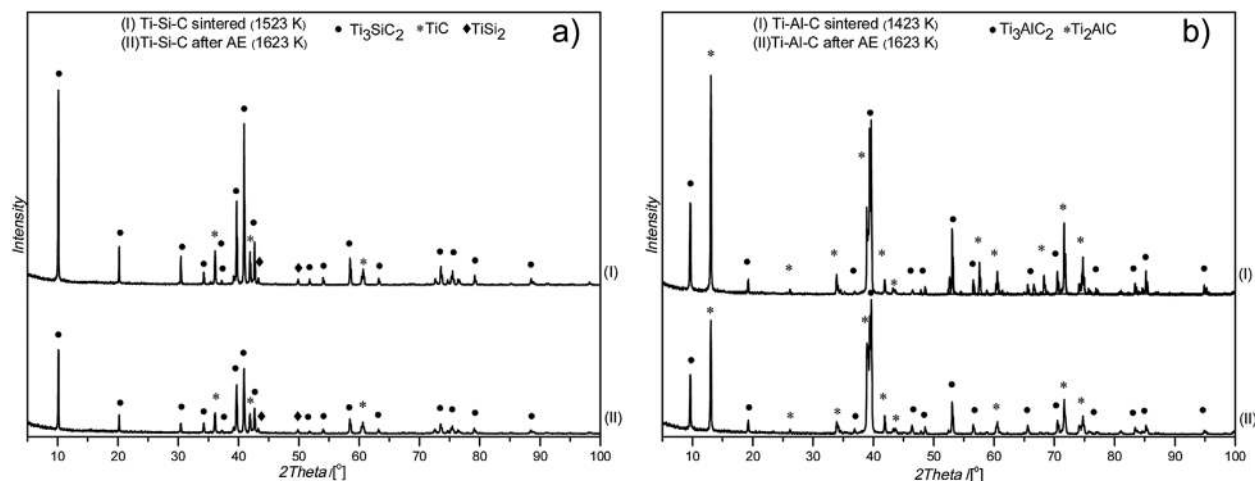 (I) Ti-Si-C sintered (1523 K)
(II)Ti-Si-C after AE (1623 K)
● Ti₃SiC₂ *TiC ♦TiSi₂
a)
Intensity
(I)
(II)
10 20 30 40 50 60 70 80 90 100
2Theta /[°]
(I) Ti-Al-C sintered (1423 K)
(II)Ti-Al-C after AE (1623 K)
● Ti₃AlC₂ *Ti₂AlC
b)
Intensity
(I)
(II)
10 20 30 40 50 60 70 80 90 100
2Theta /[°]